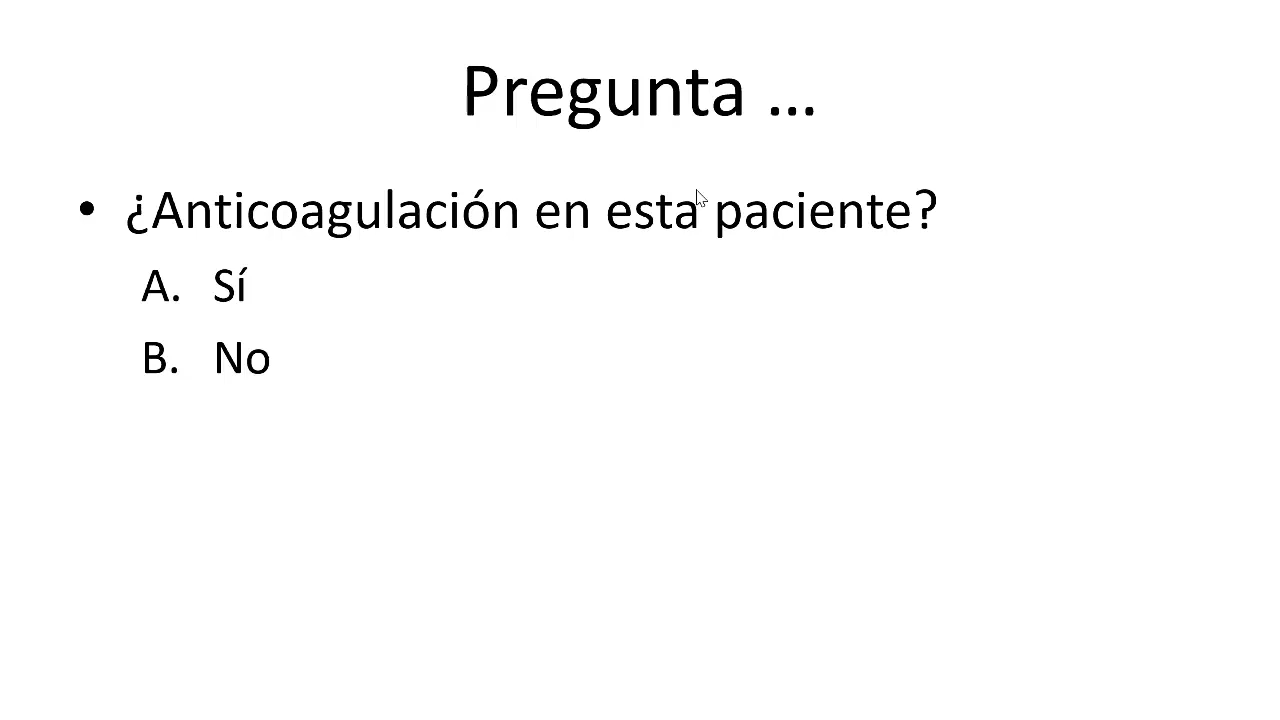 Pregunta ...
• ¿Anticoagulación en esta paciente?
A. Sí
B. No